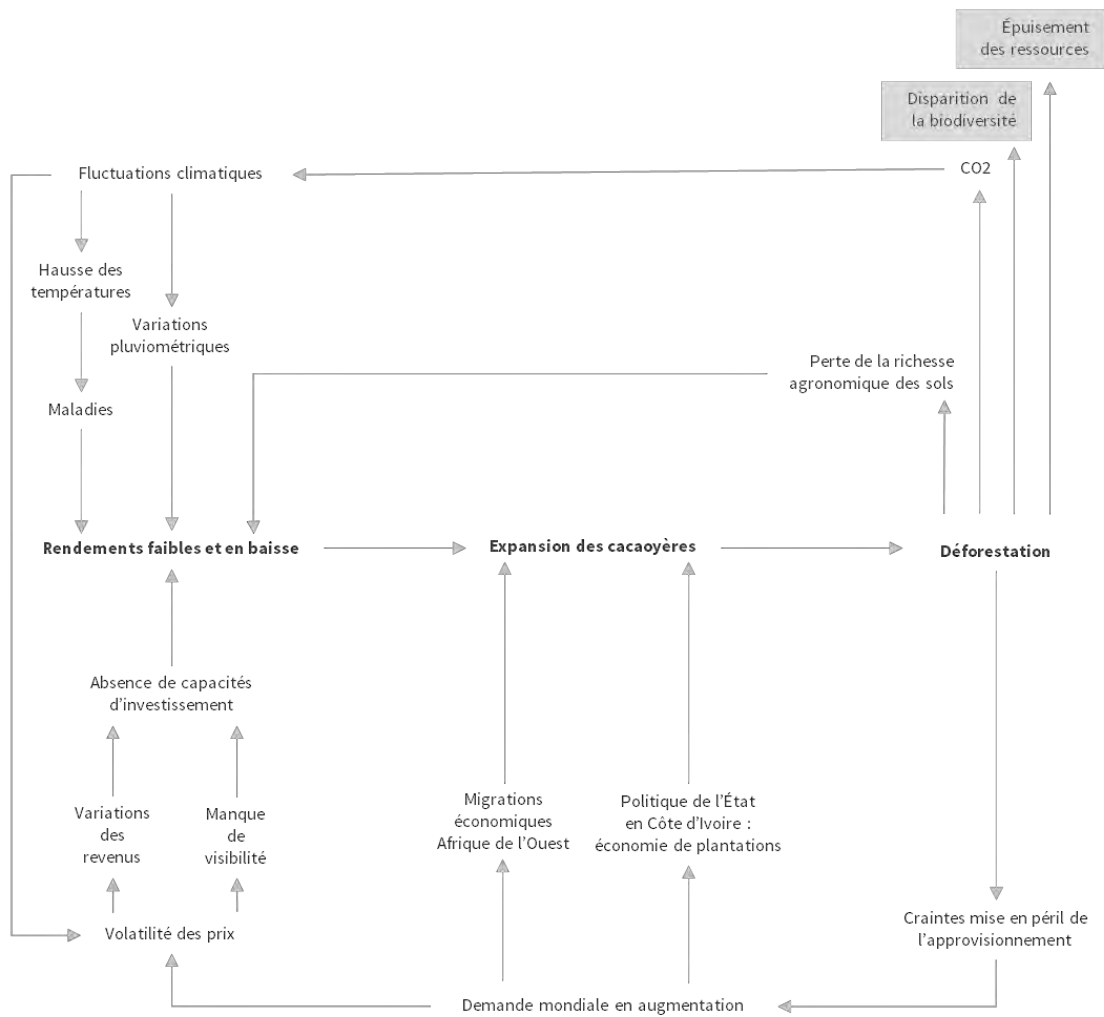 Épuisement
des ressources
Disparition de
la biodiversité
Fluctuations climatiques
CO2
Hausse des
températures
Variations
pluviométriques
Perte de la richesse
agronomique des sols
Maladies
Rendements faibles et en baisse
Expansion des cacaoyères
Déforestation
Absence de capacités
d'investissement
Variations
des
revenus
Manque
de
visibilité
Migrations
économiques
Afrique de l'Ouest
Politique de l'État
en Côte d'Ivoire :
économie de plantations
Volatilité des prix
Craintes mise en péril de
l'approvisionnement
Demande mondiale en augmentation